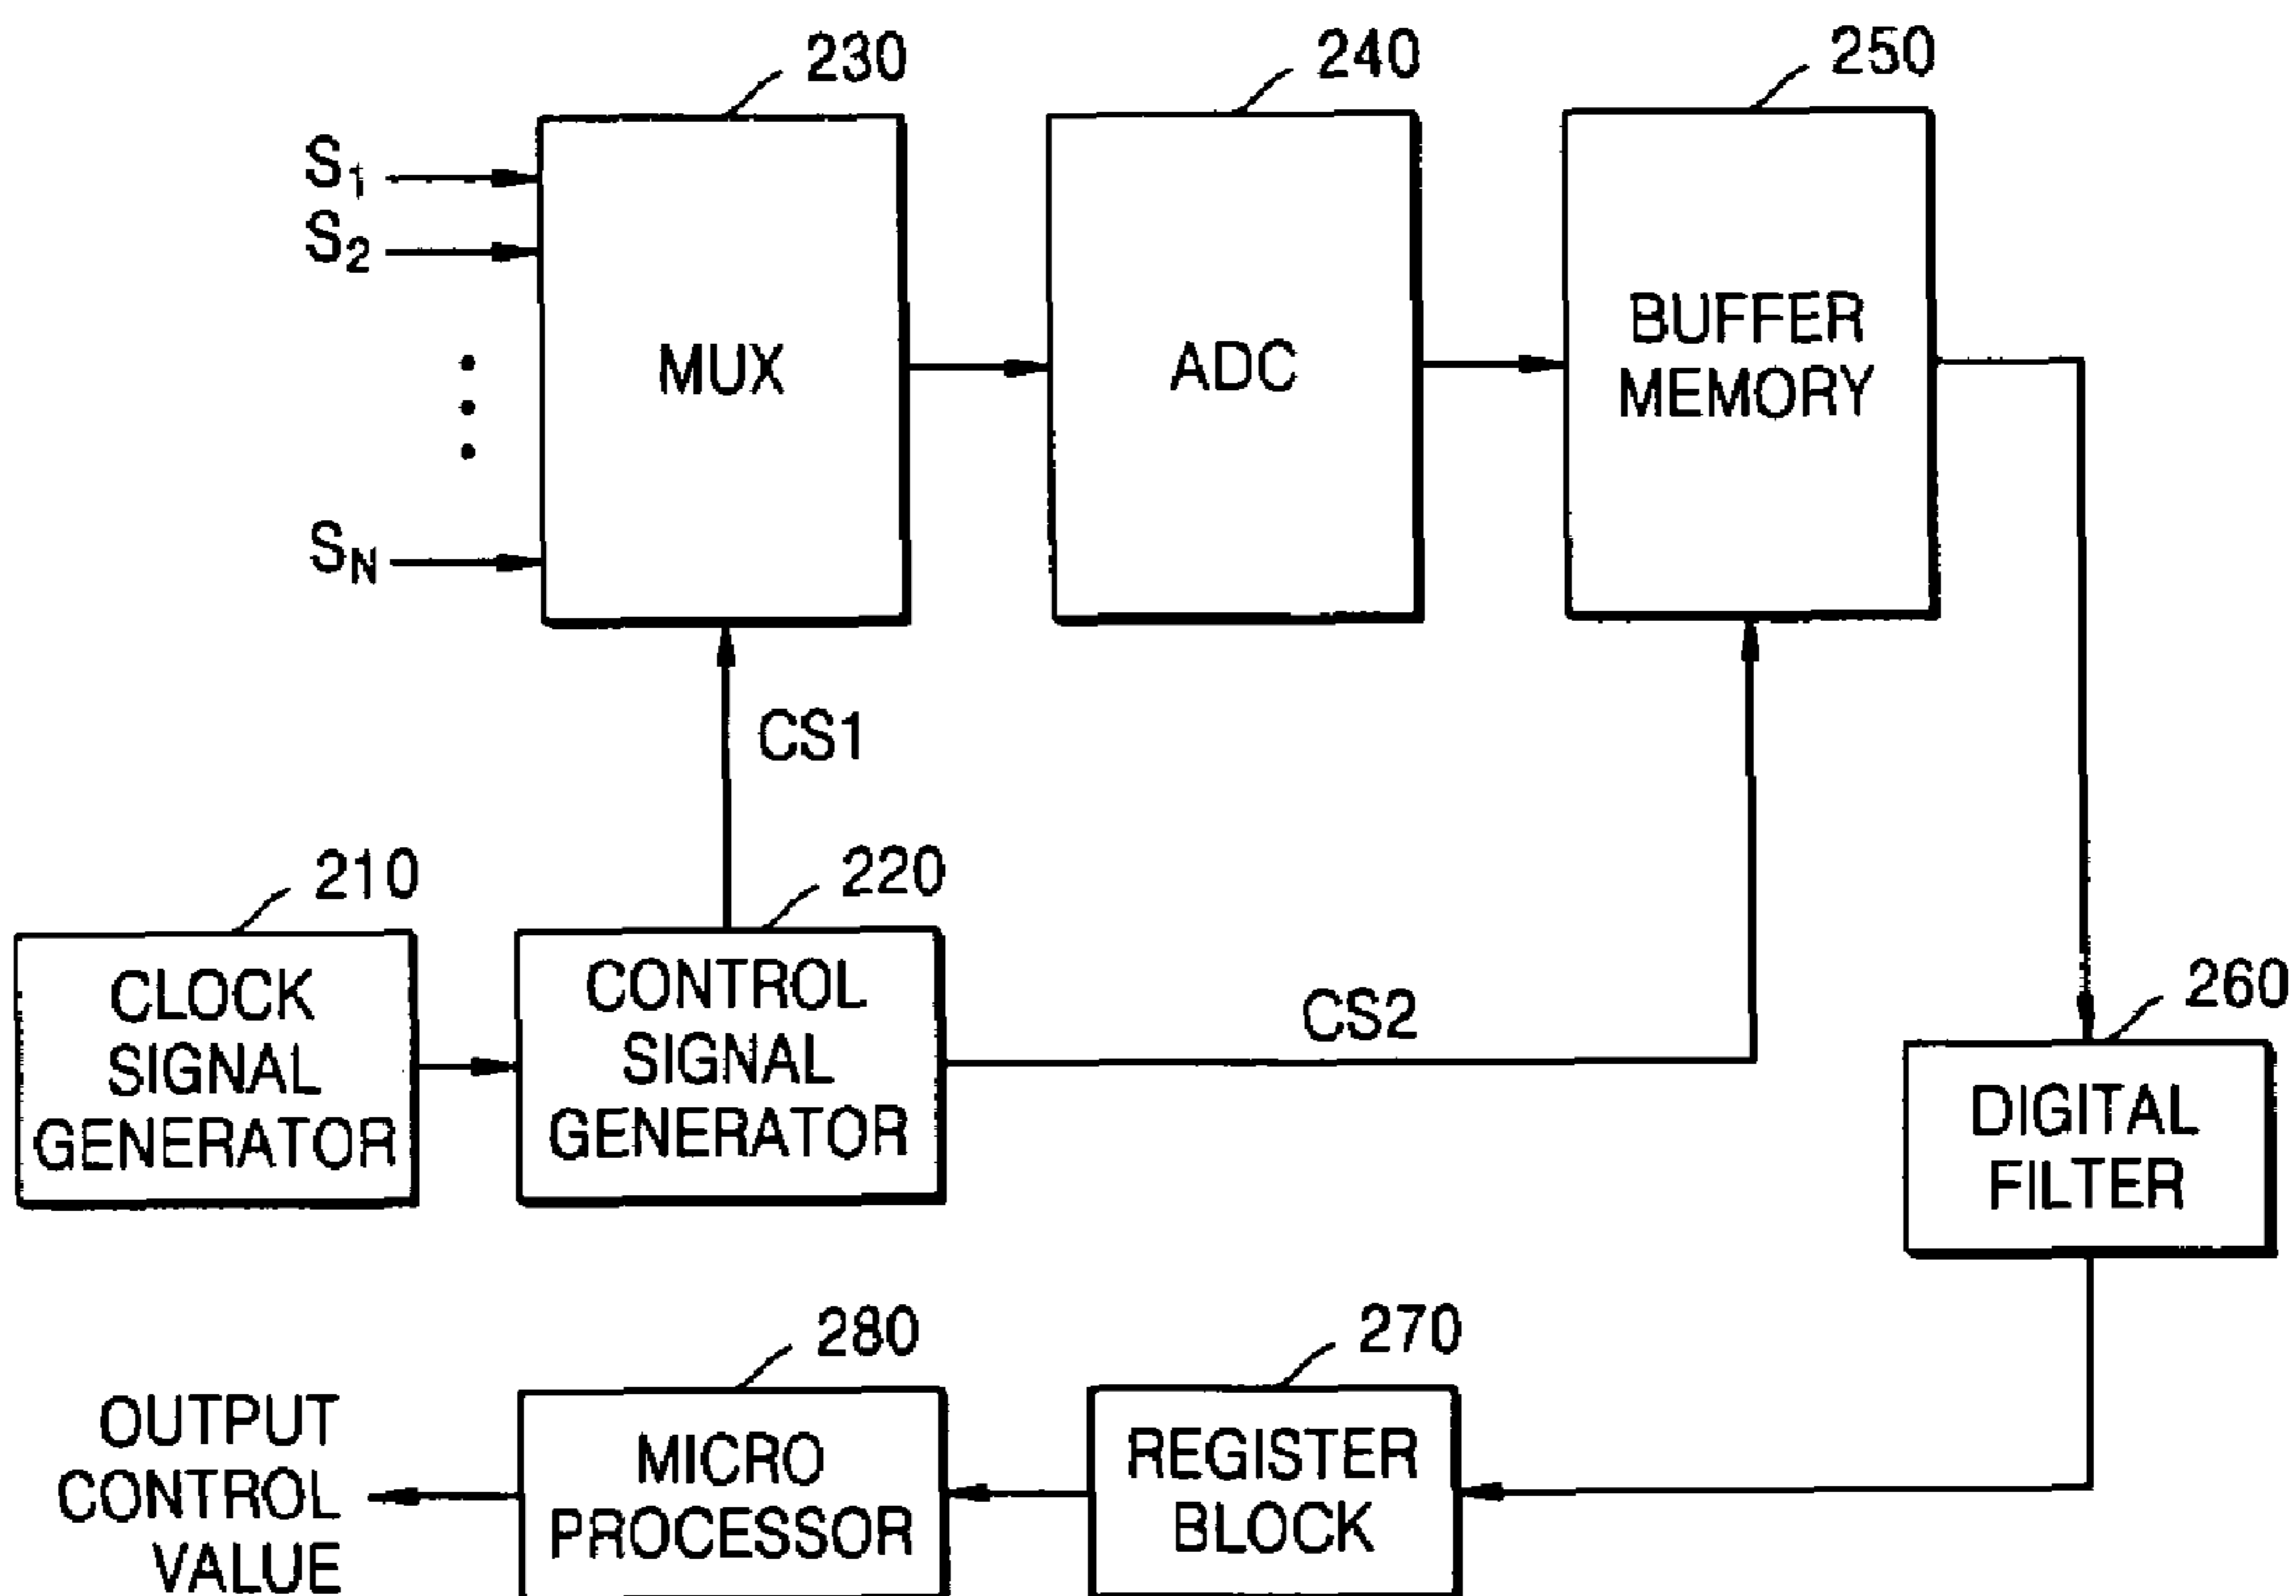 230
240
250
S1
S2
SN
MUX
ADC
BUFFER
MEMORY
CS1
210
220
CLOCK
SIGNAL
GENERATOR
CONTROL
SIGNAL
GENERATOR
CS2
260
DIGITAL
FILTER
280
270
OUTPUT
CONTROL
VALUE
MICRO
PROCESSOR
REGISTER
BLOCK